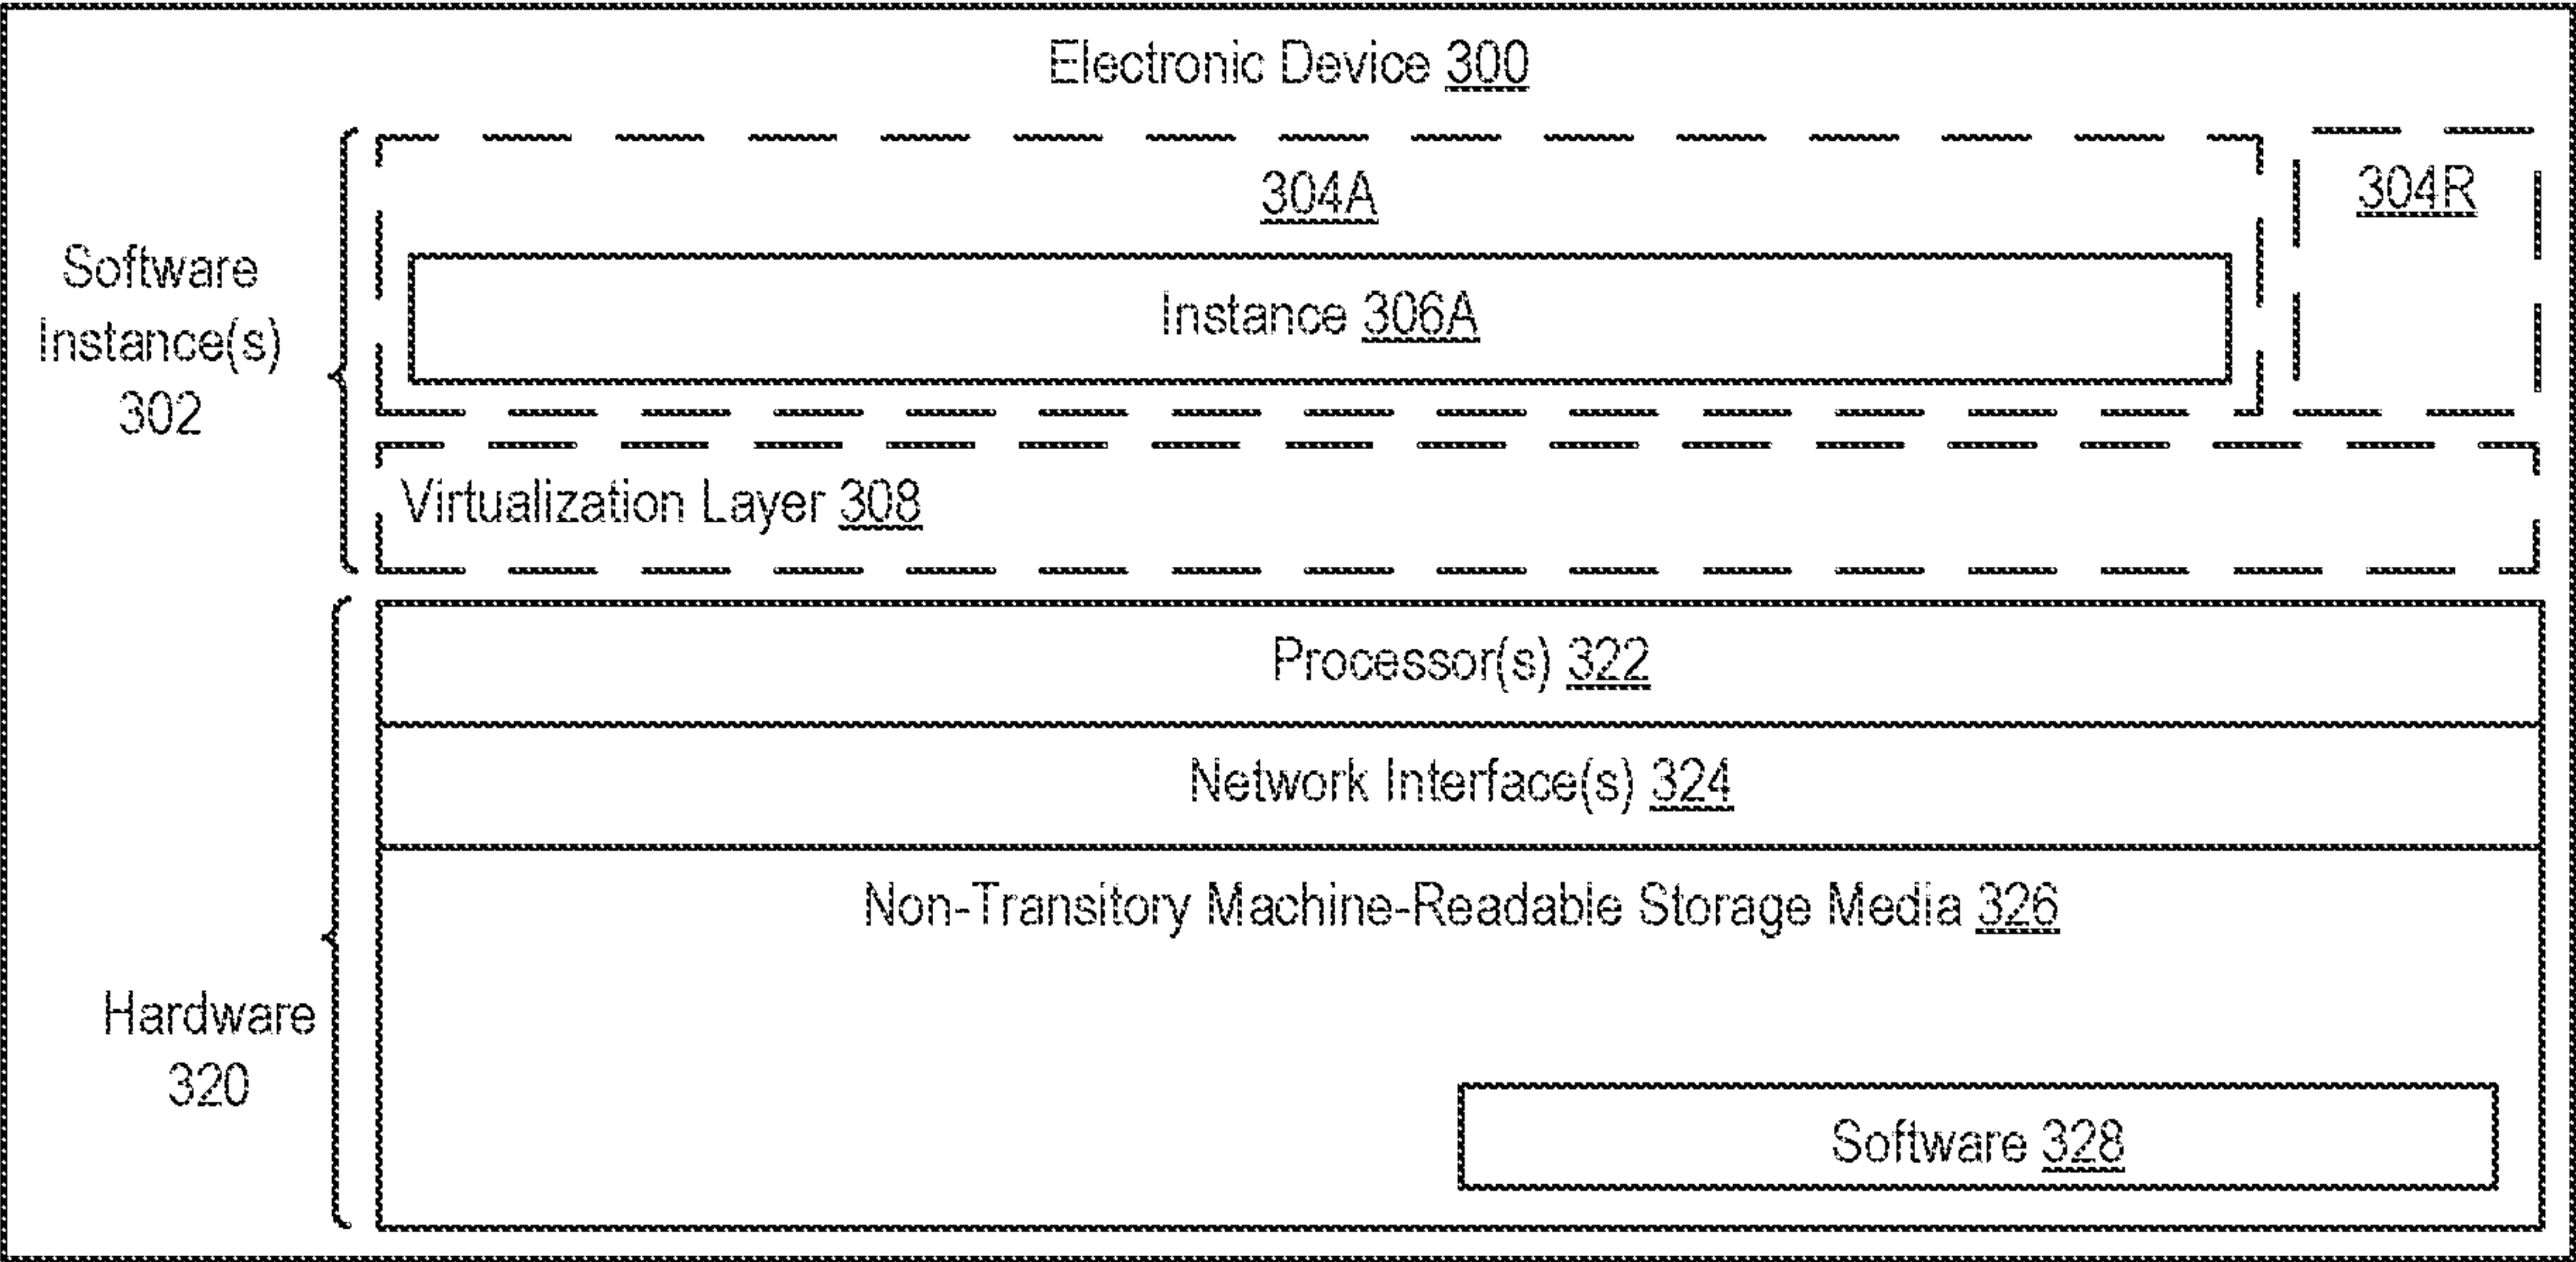 Electronic Device 300
304A
304R
Software
Instance(s)
302
Instance 306A
Virtualization Layer 308
Processor(s) 322
Network Interface(s) 324
Non-Transitory Machine-Readable Storage Media 326
Hardware
320
Software 328